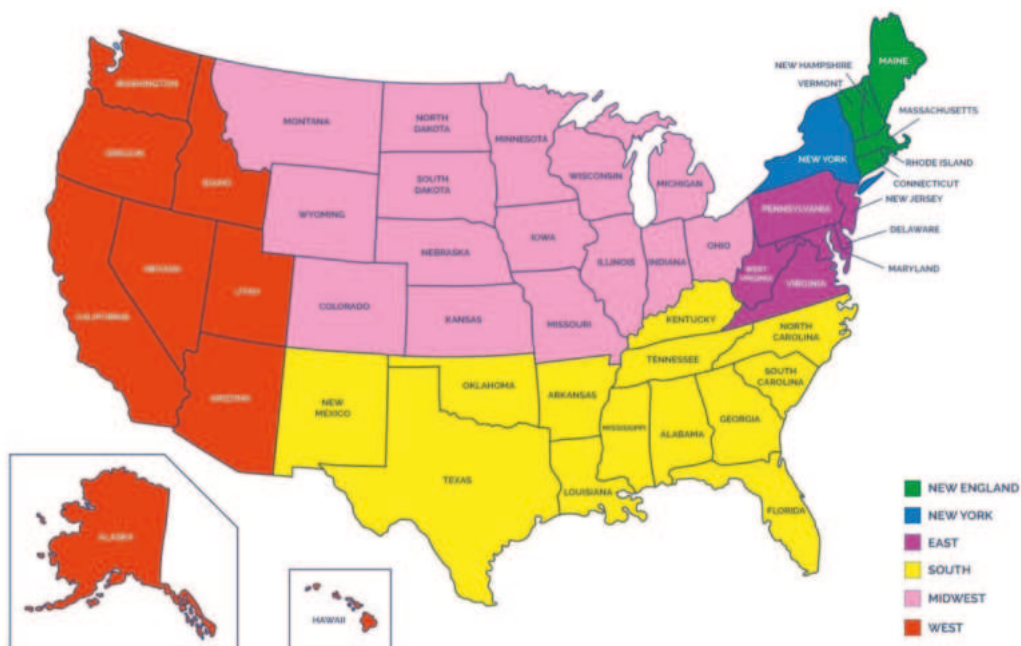 MAINE
NEW HAMPSHIRE
VERMONT
WASHINGTON
MASSACHUSETTS
MONTANA
NORTH
DAKOTA
MINNESOTA
OREGON
NEW YORK
RHODE ISLAND
IDAHO
SOUTH
DAKOTA
WISCONSIN
MICHIGAN
CONNECTICUT
NEW JERSEY
WYOMING
PENNSYLVANIA
DELAWARE
IOWA
NEBRASKA
OHIO
ILLINOIS
INDIANA
MARYLAND
NEVADA
WEST
VIRGINIA
VIRGINIA
UTAH
COLORADO
CALIFORNIA
KANSAS
MISSOURI
KENTUCKY
NORTH
CAROLINA
TENNESSEE
SOUTH
CAROLINA
OKLAHOMA
ARKANSAS
ARIZONA
NEW
MEXICO
MISSISSIPPI
ALABAMA
GEORGIA
TEXAS
LOUISIANA
FLORIDA
ALASKA
HAWAII
NEW ENGLAND
NEW YORK
EAST
SOUTH
MIDWEST
WEST